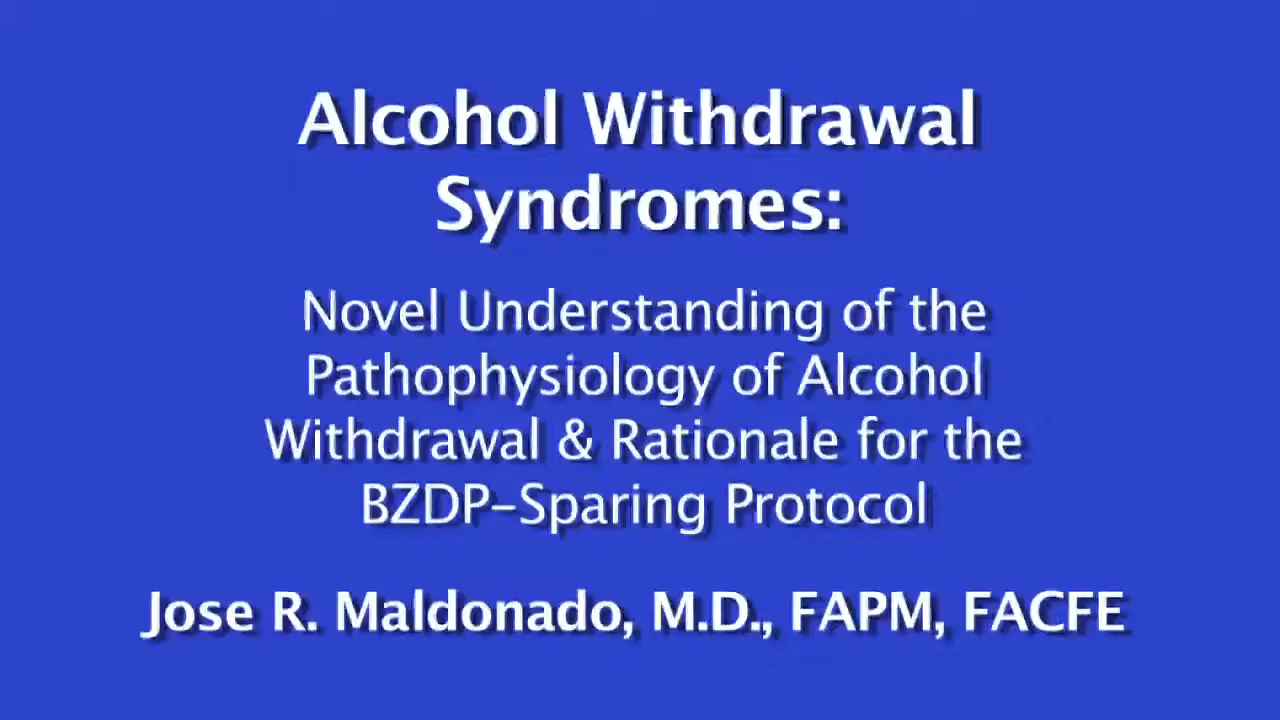 Alcohol Withdrawal
Syndromes:
Novel Understanding of the
Pathophysiology of Alcohol
Withdrawal & Rationale for the
BZDP-Sparing Protocol
Jose R. Maldonado, M.D., FAPM, FACFE